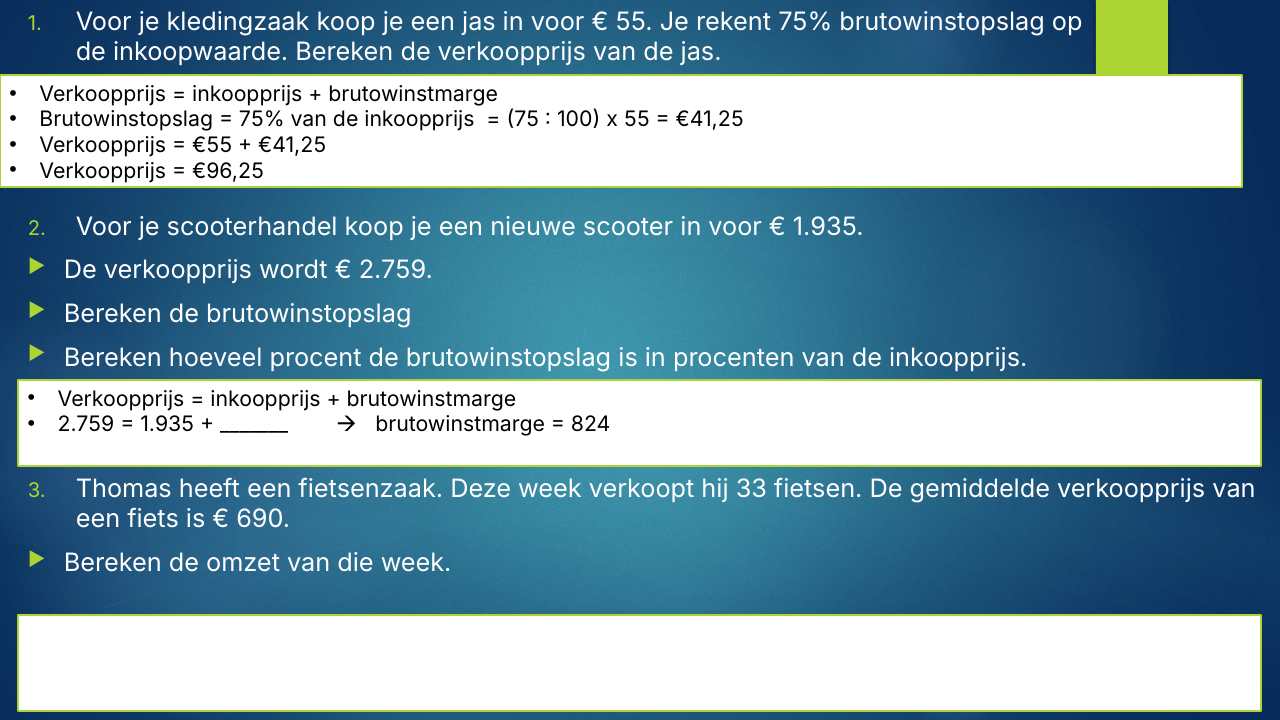 1. Voor je kledingzaak koop je een jas in voor € 55. Je rekent 75% brutowinstopslag op
de inkoopwaarde. Bereken de verkoopprijs van de jas.
• Verkoopprijs = inkoopprijs + brutowinstmarge
• Brutowinstopslag = 75% van de inkoopprijs = (75 : 100) x 55 = €41,25
• Verkoopprijs = €55 + €41,25
• Verkoopprijs = €96,25
2. Voor je scooterhandel koop je een nieuwe scooter in voor € 1.935.
De verkoopprijs wordt € 2.759.
Bereken de brutowinstopslag
Bereken hoeveel procent de brutowinstopslag is in procenten van de inkoopprijs.
• Verkoopprijs = inkoopprijs + brutowinstmarge
• 2.759 = 1.935 + _______ → brutowinstmarge = 824
3. Thomas heeft een fietsenzaak. Deze week verkoopt hij 33 fietsen. De gemiddelde verkoopprijs van
een fiets is € 690.
Bereken de omzet van die week.